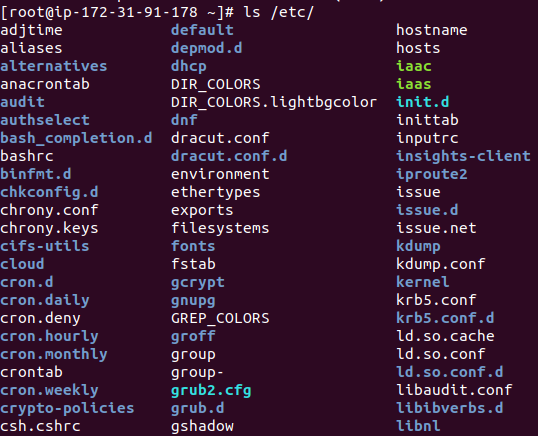 [root@ip-172-31-91-178 ~]# ls /etc/
adjtime default hostname
aliases depmod.d hosts
alternatives dhcp iaac
anacrontab DIR_COLORS iaas
audit DIR_COLORS.lightbgcolor init.d
authselect dnf inittab
bash_completion.d dracut.conf inputrc
bashrc dracut.conf.d insights-client
binfmt.d environment iproute2
chkconfig.d ethertypes issue
chrony.conf exports issue.d
chrony.keys filesystems issue.net
cifs-utils fonts kdump
cloud fstab kdump.conf
cron.d gcrypt kernel
cron.daily gnupg krb5.conf
cron.deny GREP_COLORS krb5.conf.d
cron.hourly groff ld.so.cache
cron.monthly group ld.so.conf
crontab group- ld.so.conf.d
cron.weekly grub2.cfg libaudit.conf
crypto-policies grub.d libibverbs.d
csh.cshrc gshadow libnl